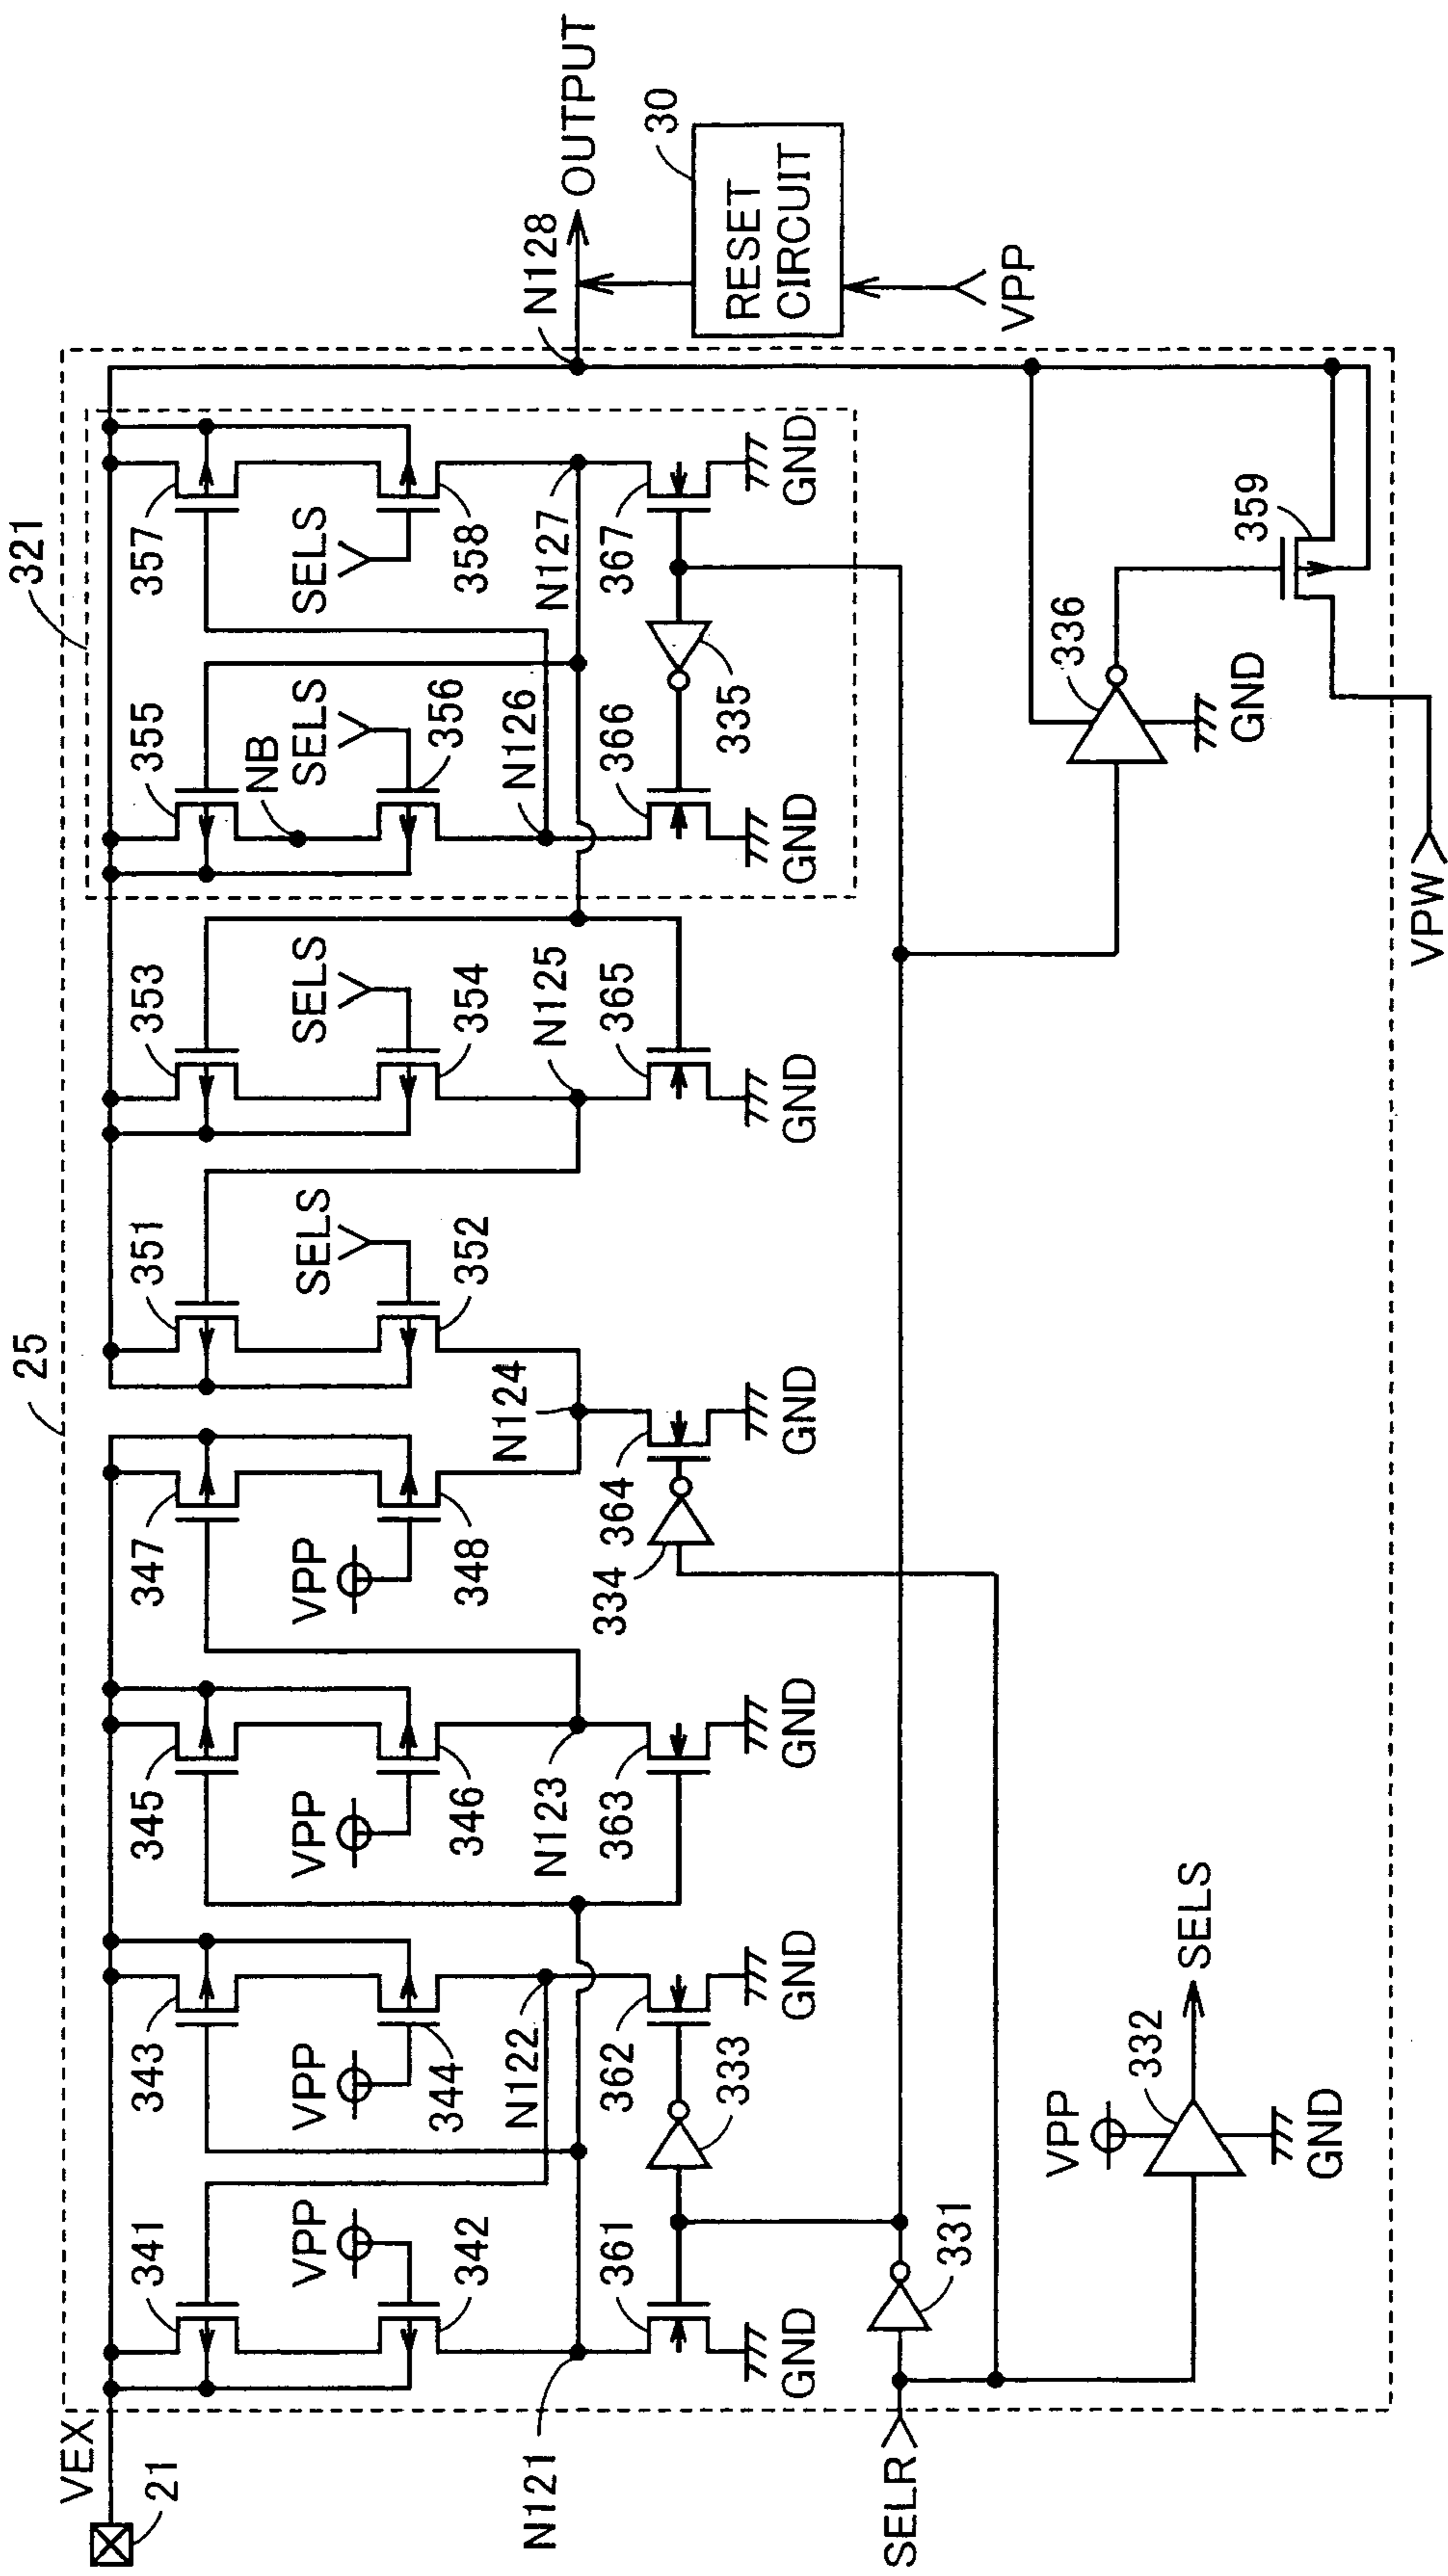 25
321
VEX
21
341
343
345
347
351
353
355
357
NB
VPP
VPP
VPP
VPP
SELS
SELS
SELS
SELS
342
344
346
348
352
354
356
358
N121
N122
N123
N124
N125
N126
N127
N128
OUTPUT
361
362
363
364
365
366
367
333
334
335
GND
GND
GND
GND
GND
GND
GND
30
RESET
CIRCUIT
VPP
SELR
331
VPP
332
SELS
GND
336
GND
359
VPW